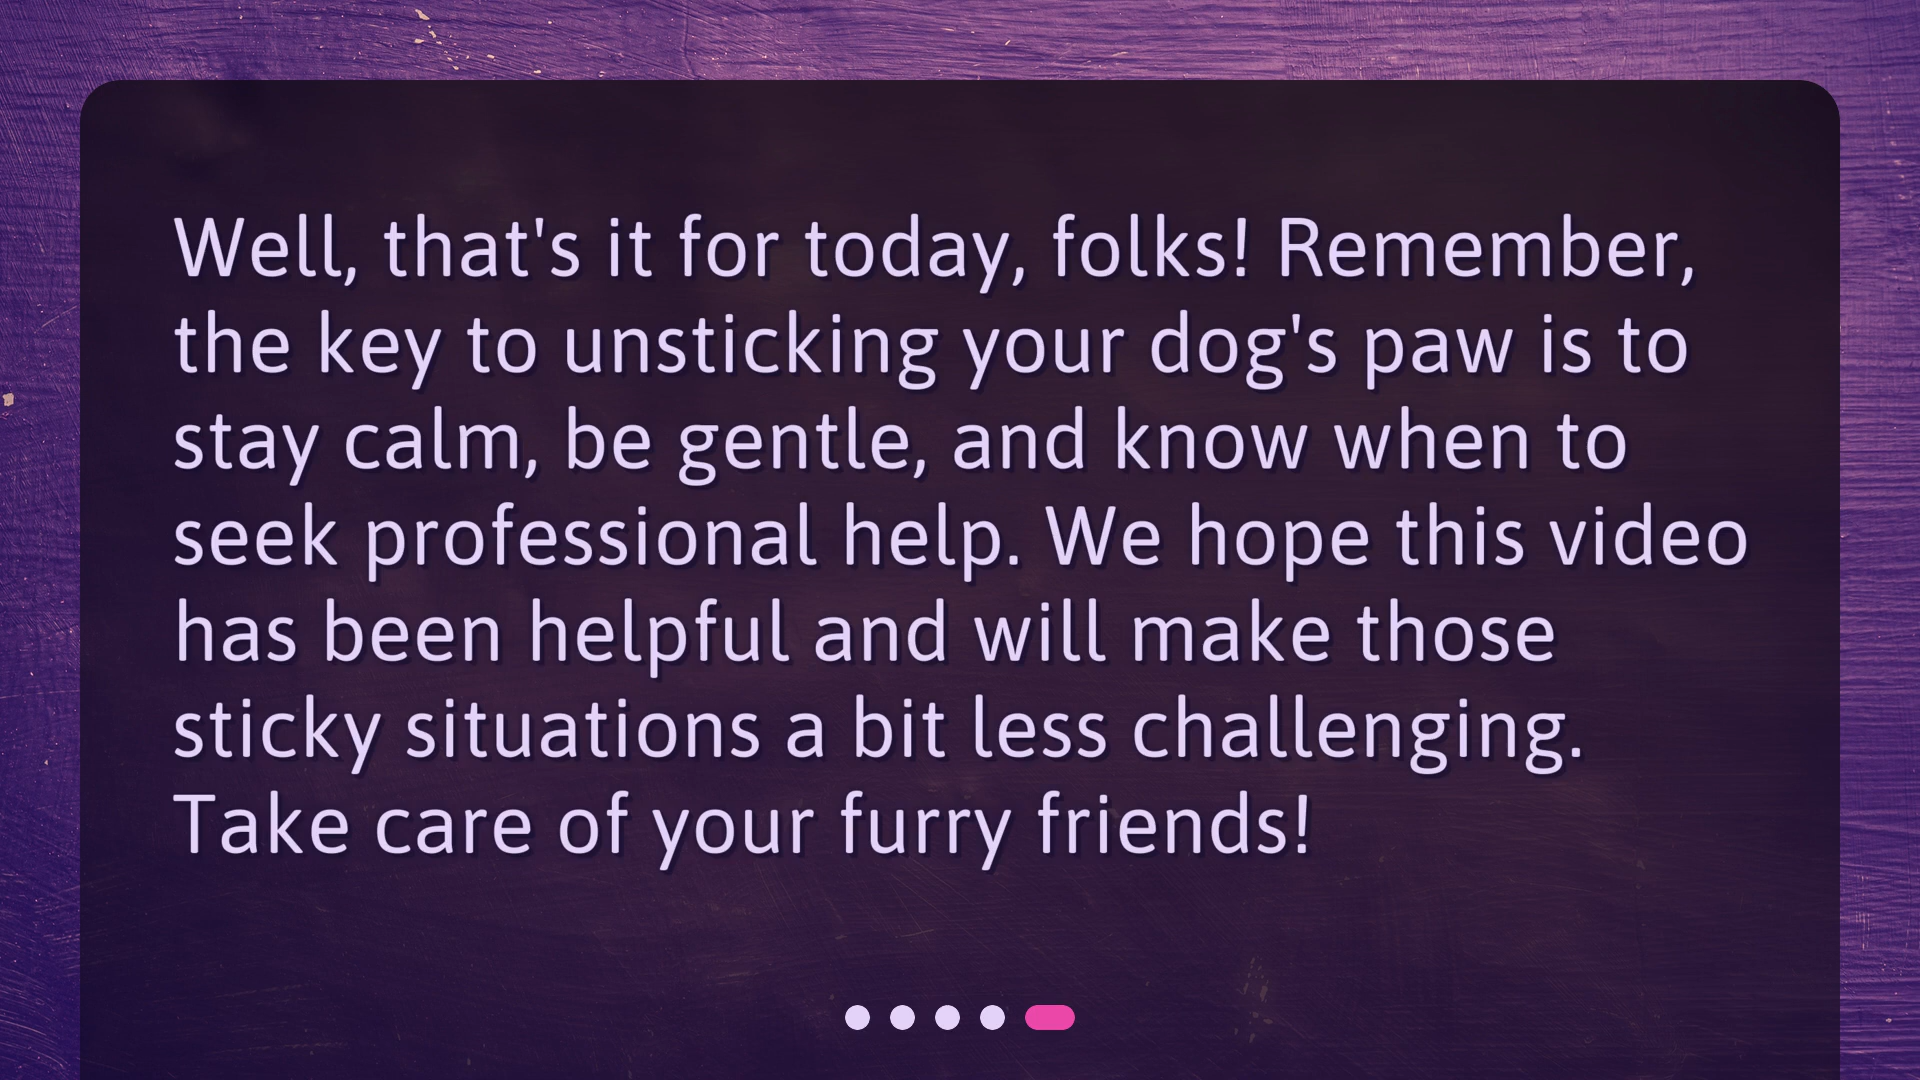 Well, that's it for today, folks! Remember,
the key to unsticking your dog's paw is to
stay calm, be gentle, and know when to
seek professional help. We hope this video
has been helpful and will make those
sticky situations a bit less challenging.
Take care of your furry friends!